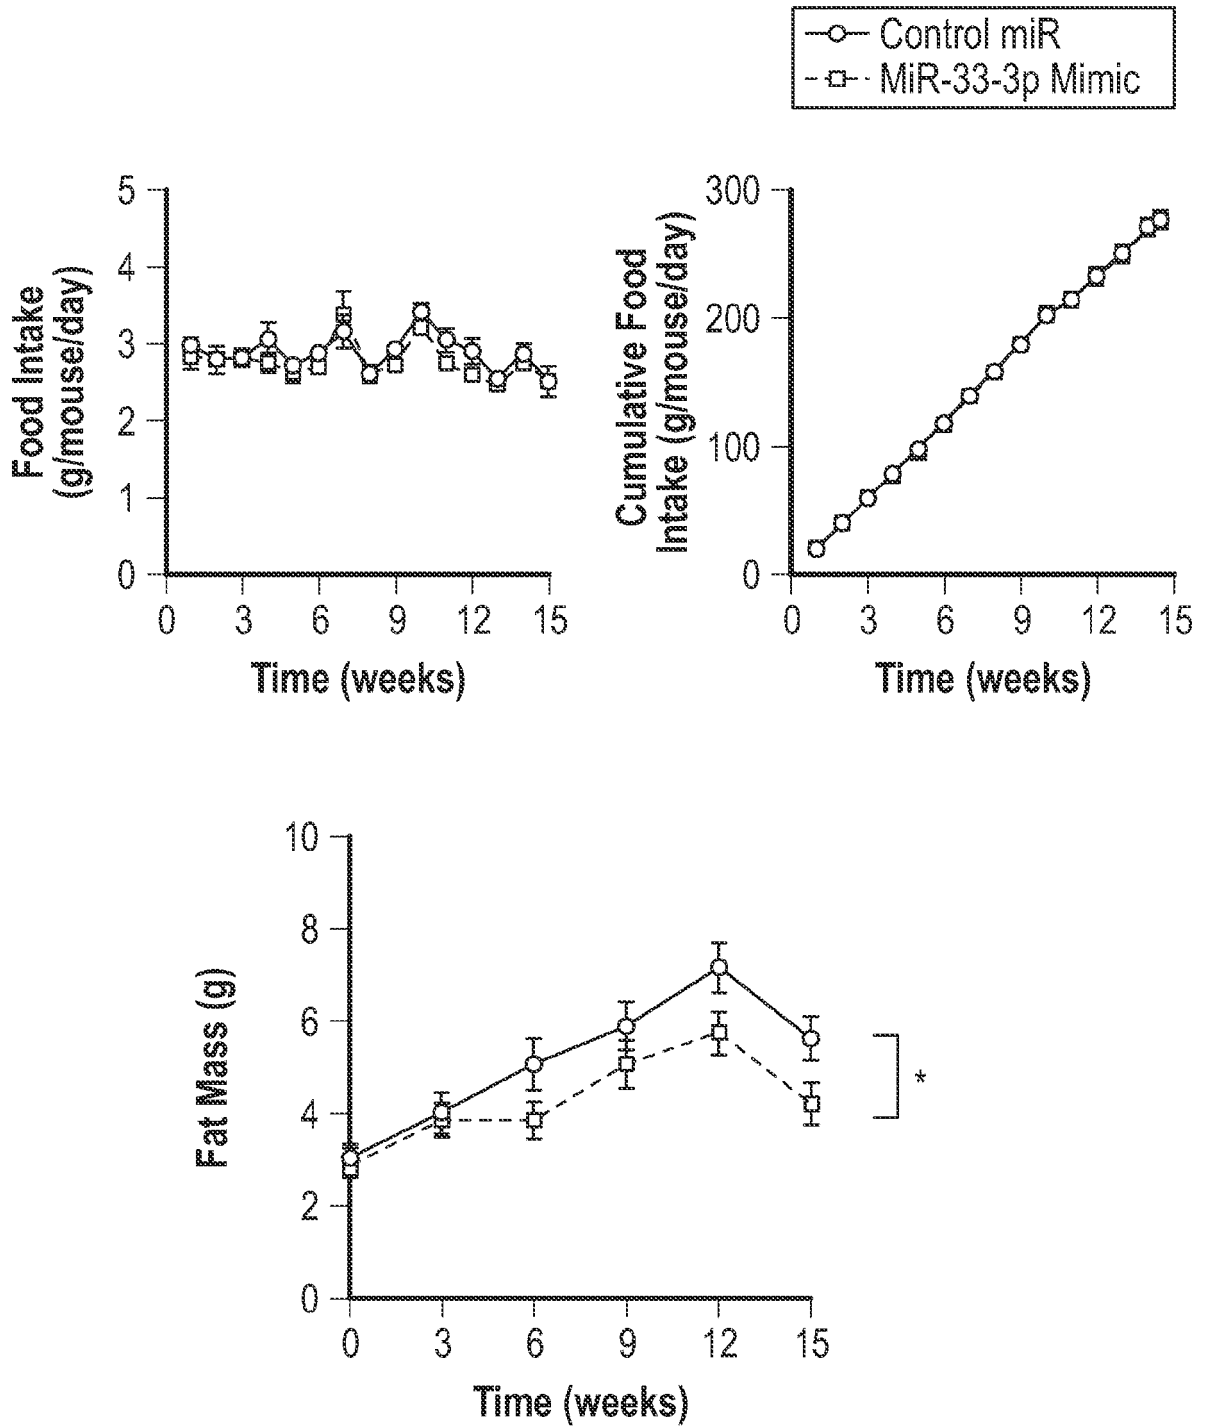 Control miR
MiR-33-3p Mimic
Food Intake
(g/mouse/day)
5
4
3
2
1
0
0 3 6 9 12 15
Time (weeks)
Cumulative Food
Intake (g/mouse/day)
300
200
100
0
0 3 6 9 12 15
Time (weeks)
Fat Mass (g)
10
8
6
4
2
0
*
0 3 6 9 12 15
Time (weeks)